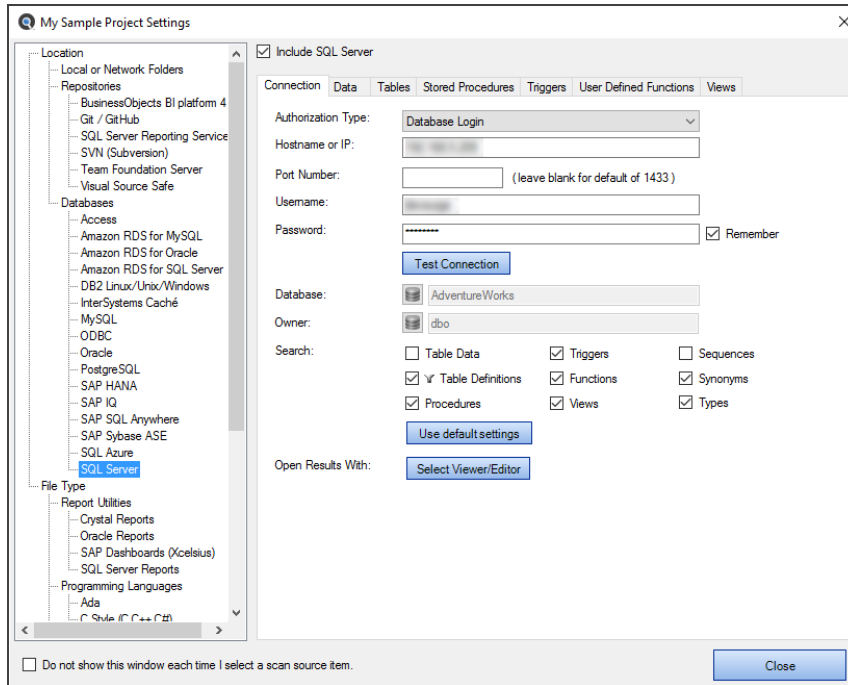 My Sample Project Settings
Location
Local or Network Folders
Repositories
BusinessObjects BI platform 4
Git / GitHub
SQL Server Reporting Service
SVN (Subversion)
Team Foundation Server
Visual Source Safe
Databases
Access
Amazon RDS for MySQL
Amazon RDS for Oracle
Amazon RDS for SQL Server
DB2 Linux/Unix/Windows
InterSystems Caché
MySQL
ODBC
Oracle
PostgreSQL
SAP HANA
SAP IQ
SAP SQL Anywhere
SAP Sybase ASE
SQL Azure
SQL Server
File Type
Report Utilities
Crystal Reports
Oracle Reports
SAP Dashboards (Xcelsius)
SQL Server Reports
Programming Languages
Ada
C Style (C C++ C#)
Include SQL Server
Connection Data Tables Stored Procedures Triggers User Defined Functions Views
Authorization Type: Database Login
Hostname or IP:
Port Number: (leave blank for default of 1433 )
Username:
Password: ******** Remember
Test Connection
Database: AdventureWorks
Owner: dbo
Search: Table Data Triggers Sequences
Table Definitions Functions Synonyms
Procedures Views Types
Use default settings
Open Results With: Select Viewer/Editor
Do not show this window each time I select a scan source item.
Close